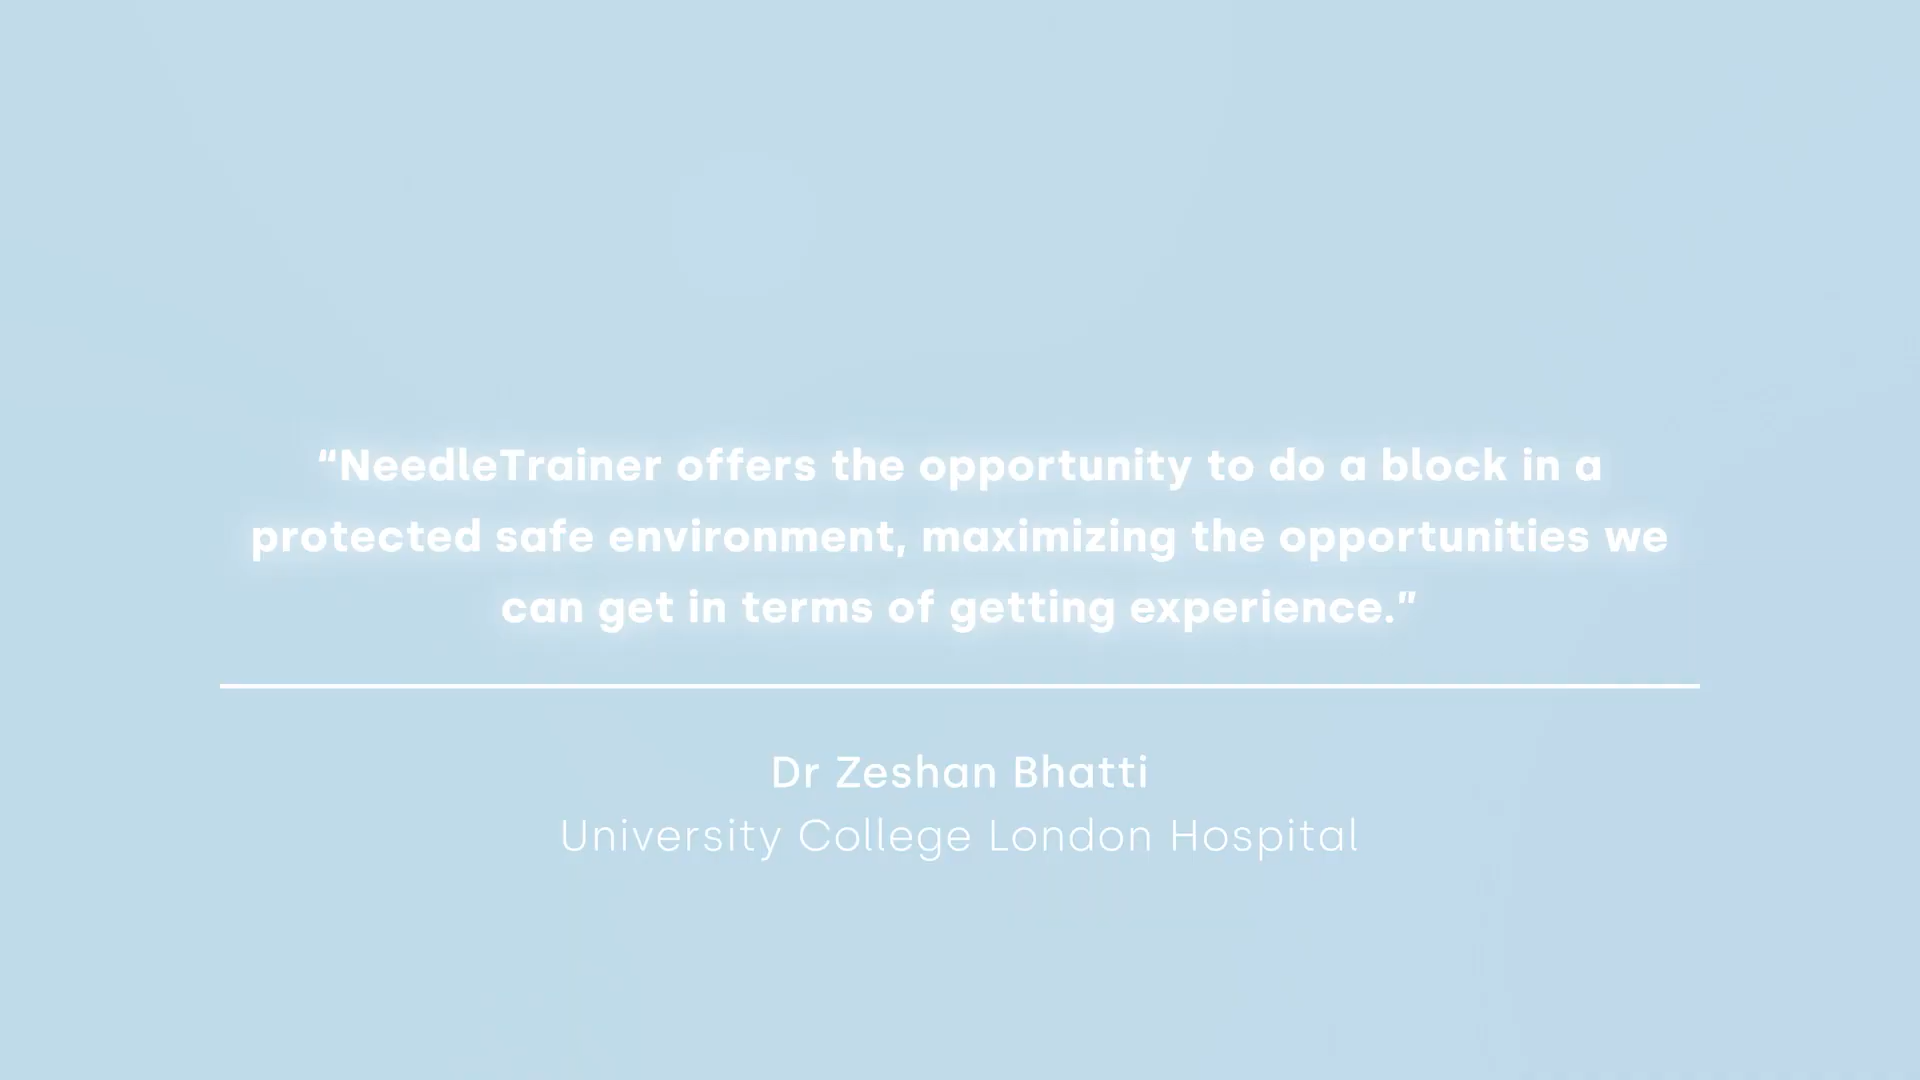 “NeedleTrainer offers the opportunity to do a block in a
protected safe environment, maximizing the opportunities we
can get in terms of getting experience.”
Dr Zeshan Bhatti
University College London Hospital